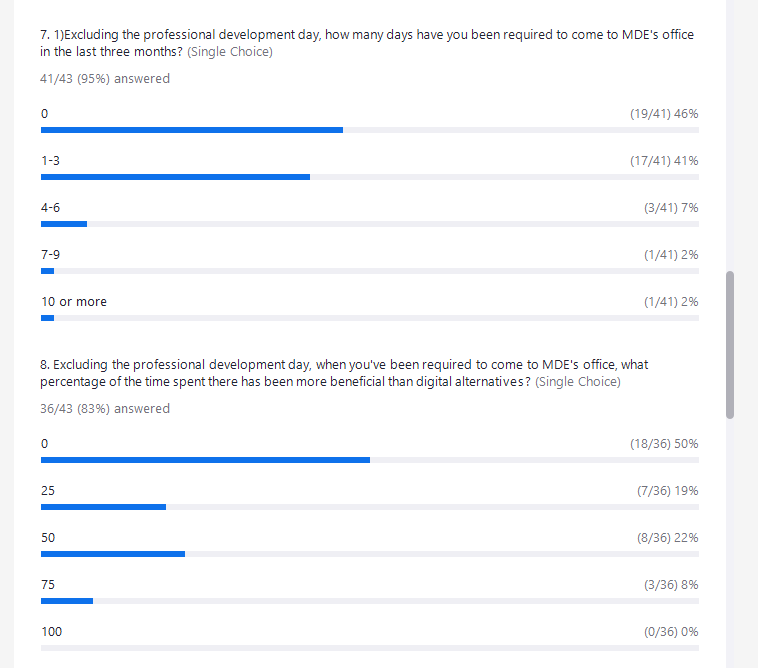 7. 1)Excluding the professional development day, how many days have you been required to come to MDE's office
in the last three months? (Single Choice)
41/43 (95%) answered
0 (19/41) 46%
1-3 (17/41) 41%
4-6 (3/41) 7%
7-9 (1/41) 2%
10 or more (1/41) 2%
8. Excluding the professional development day, when you've been required to come to MDE's office, what
percentage of the time spent there has been more beneficial than digital alternatives? (Single Choice)
36/43 (83%) answered
0 (18/36) 50%
25 (7/36) 19%
50 (8/36) 22%
75 (3/36) 8%
100 (0/36) 0%